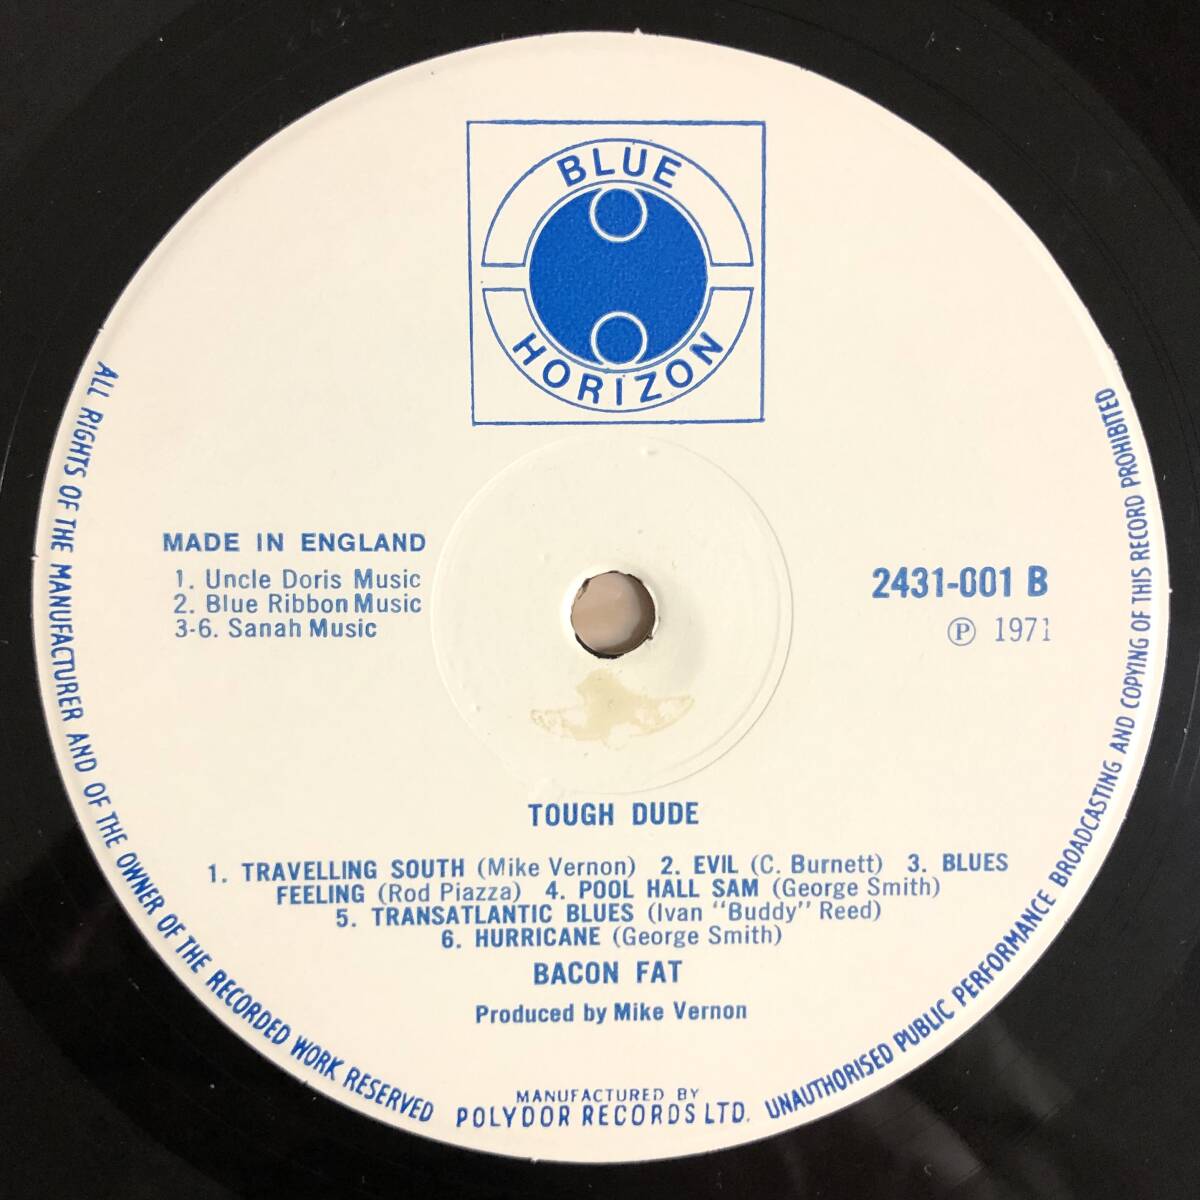 BLUE
HORIZON
MADE IN ENGLAND
1. Uncle Doris Music
2. Blue Ribbon Music
3-6. Sanah Music
2431-001 B
Ⓟ 1971
TOUGH DUDE
1. TRAVELLING SOUTH (Mike Vernon) 2. EVIL (C. Burnett) 3. BLUES
FEELING (Rod Piazza) 4. POOL HALL SAM (George Smith)
5. TRANSATLANTIC BLUES (Ivan "Buddy" Reed)
6. HURRICANE (George Smith)
BACON FAT
Produced by Mike Vernon
MANUFACTURED BY
POLYDOR RECORDS LTD.
ALL RIGHTS OF THE MANUFACTURER AND OF THE OWNER OF THE RECORDED WORK RESERVED
UNAUTHORISED PUBLIC PERFORMANCE BROADCASTING AND COPYING OF THIS RECORD PROHIBITED